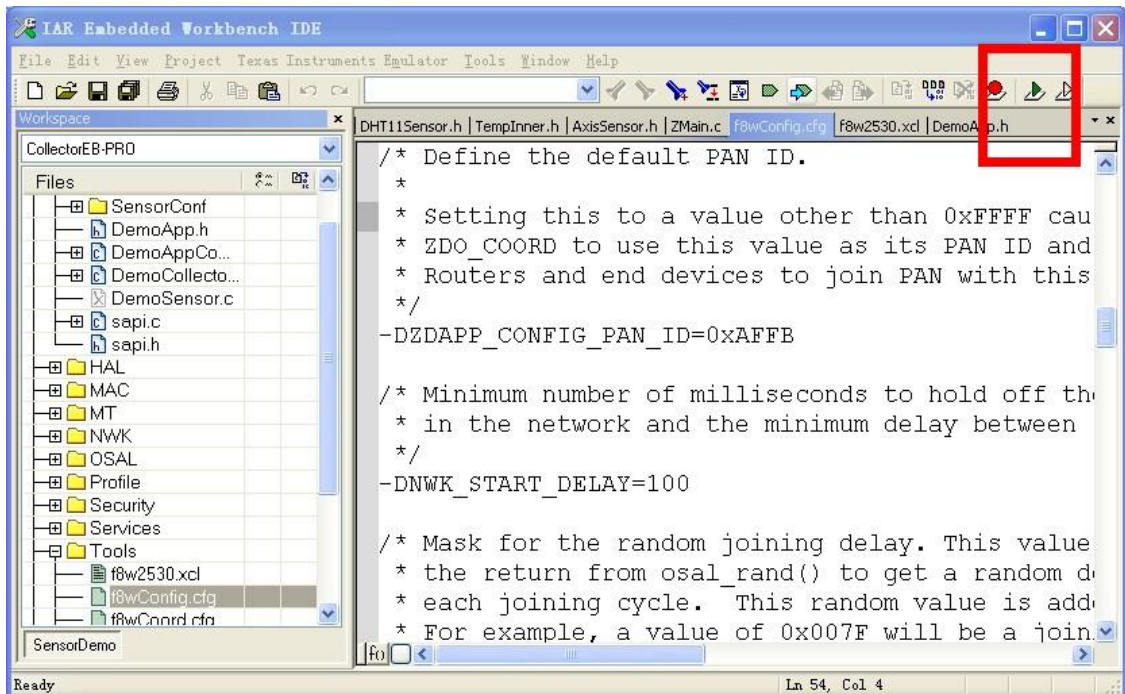 IAR Embedded Workbench IDE
File Edit View Project Texas Instruments Emulator Tools Window Help
Workspace
CollectorEB-PRO
Files
SensorConf
DemoApp.h
DemoAppCo...
DemoCollecto...
DemoSensor.c
sapi.c
sapi.h
HAL
MAC
MT
NWK
OSAL
Profile
Security
Services
Tools
f8w2530.xcl
f8wConfig.cfg
f8wCoord.cfg
SensorDemo
DHT11Sensor.h | TempInner.h | AxisSensor.h | ZMain.c f8wConfig.cfg f8w2530.xcl | DemoApp.h
/* Define the default PAN ID.
*
* Setting this to a value other than 0xFFFF cau
* ZDO_COORD to use this value as its PAN ID and
* Routers and end devices to join PAN with this
*/
-DZDAPP_CONFIG_PAN_ID=0xAFFB
/* Minimum number of milliseconds to hold off th
* in the network and the minimum delay between
*/
-DNWK_START_DELAY=100
/* Mask for the random joining delay. This value
* the return from osal_rand() to get a random d
* each joining cycle.  This random value is add
* For example, a value of 0x007F will be a join
fo
Ready
Ln 54, Col 4